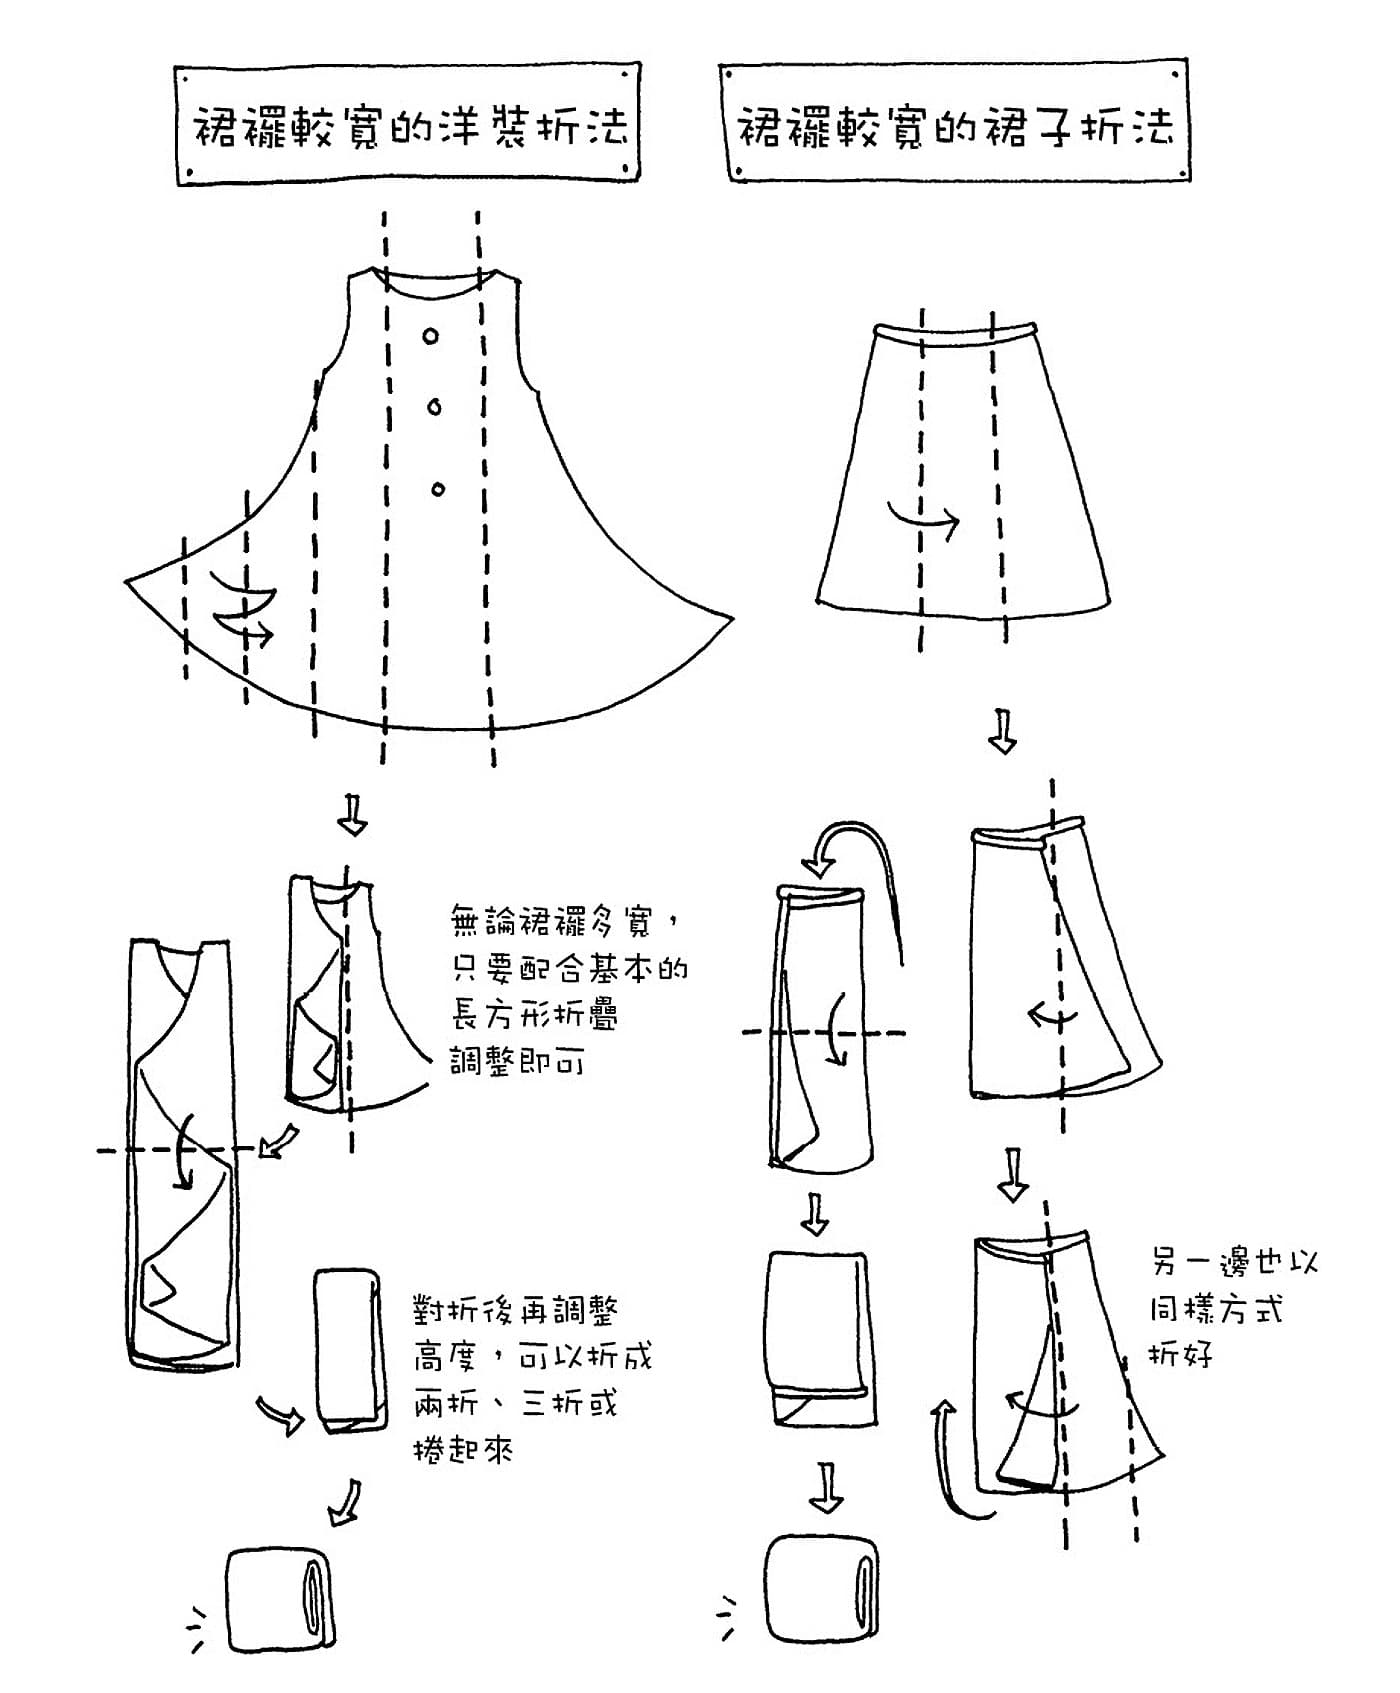 裙襬較寬的洋裝折法
裙襬較寬的裙子折法
無論裙襬多寬，
只要配合基本的
長方形折疊
調整即可
對折後再調整
高度，可以折成
兩折、三折或
捲起來
另一邊也以
同樣方式
折好